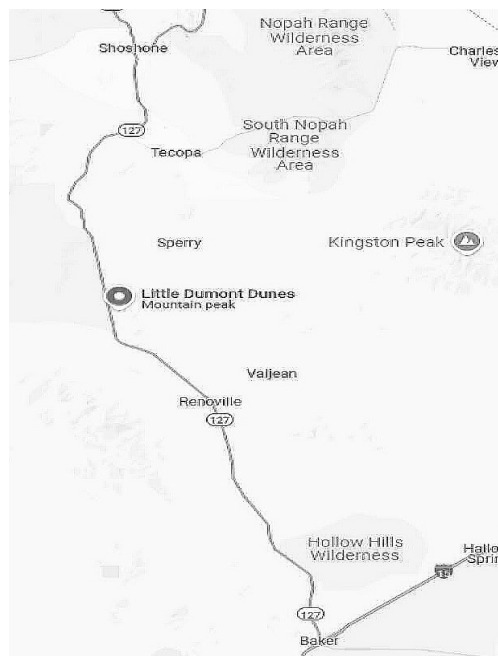 Nopah Range
Wilderness
Area
Shoshone
Charles
View
127
South Nopah
Range
Wilderness
Area
Tecopa
Sperry
Kingston Peak
Little Dumont Dunes
Mountain peak
Valjean
Renoville
127
Hollow Hills
Wilderness
Hallo
Sprin
15
127
Baker